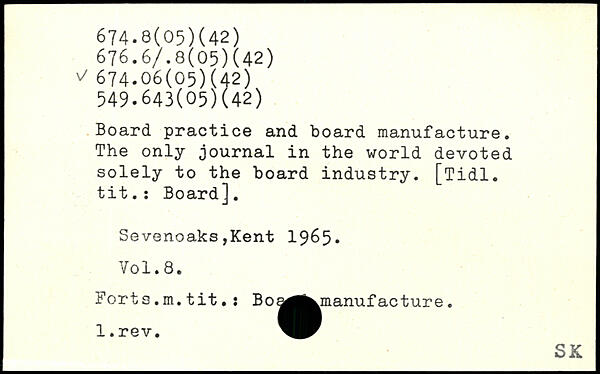 674.8(05)(42)
676.6/.8(05)(42)
✓ 674.06(05)(42)
549.643(05)(42)
Board practice and board manufacture.
The only journal in the world devoted
solely to the board industry. [Tidl.
tit.: Board].
Sevenoaks,Kent 1965.
Vol.8.
Forts.m.tit.: Board manufacture.
1.rev.
SK